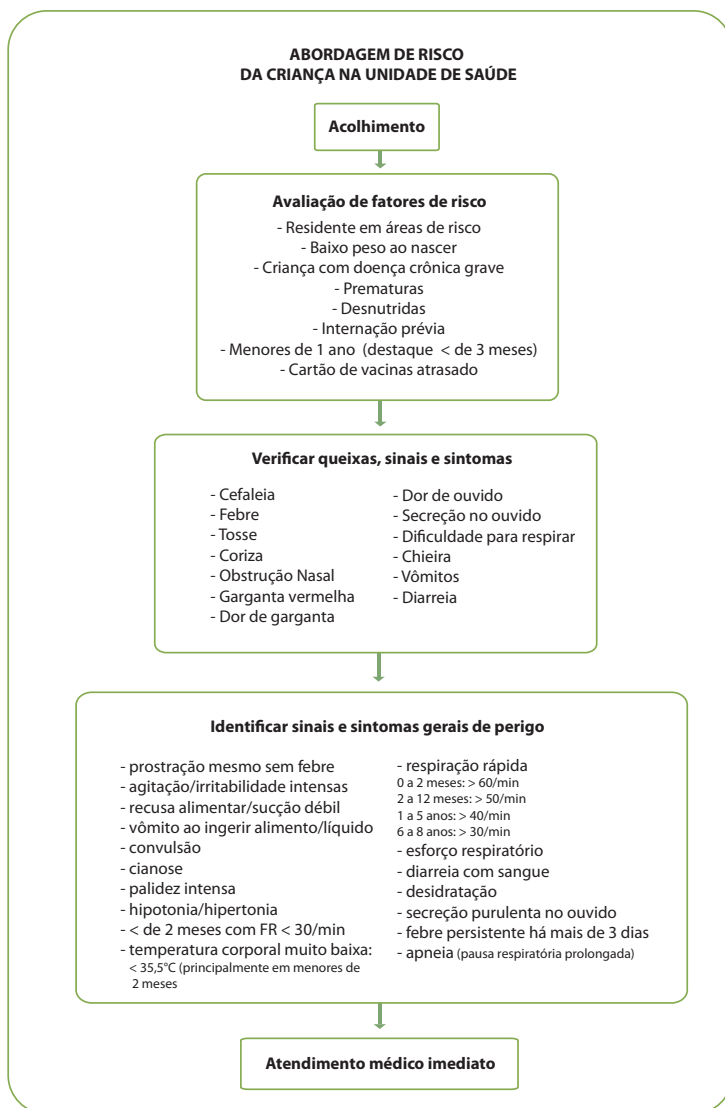 ABORDAGEM DE RISCO
DA CRIANÇA NA UNIDADE DE SAÚDE
Acolhimento
Avaliação de fatores de risco
- Residente em áreas de risco
- Baixo peso ao nascer
- Criança com doença crônica grave
- Prematuras
- Desnutridas
- Internação prévia
- Menores de 1 ano (destaque < de 3 meses)
- Cartão de vacinas atrasado
Verificar queixas, sinais e sintomas
- Cefaleia
- Febre
- Tosse
- Coriza
- Obstrução Nasal
- Garganta vermelha
- Dor de garganta
- Dor de ouvido
- Secreção no ouvido
- Dificuldade para respirar
- Chieira
- Vômitos
- Diarreia
Identificar sinais e sintomas gerais de perigo
- prostração mesmo sem febre
- agitação/irritabilidade intensas
- recusa alimentar/sucção débil
- vômito ao ingerir alimento/líquido
- convulsão
- cianose
- palidez intensa
- hipotonia/hipertonia
- < de 2 meses com FR < 30/min
- temperatura corporal muito baixa:
< 35,5°C (principalmente em menores de
2 meses
- respiração rápida
0 a 2 meses: > 60/min
2 a 12 meses: > 50/min
1 a 5 anos: > 40/min
6 a 8 anos: > 30/min
- esforço respiratório
- diarreia com sangue
- desidratação
- secreção purulenta no ouvido
- febre persistente há mais de 3 dias
- apneia (pausa respiratória prolongada)
Atendimento médico imediato